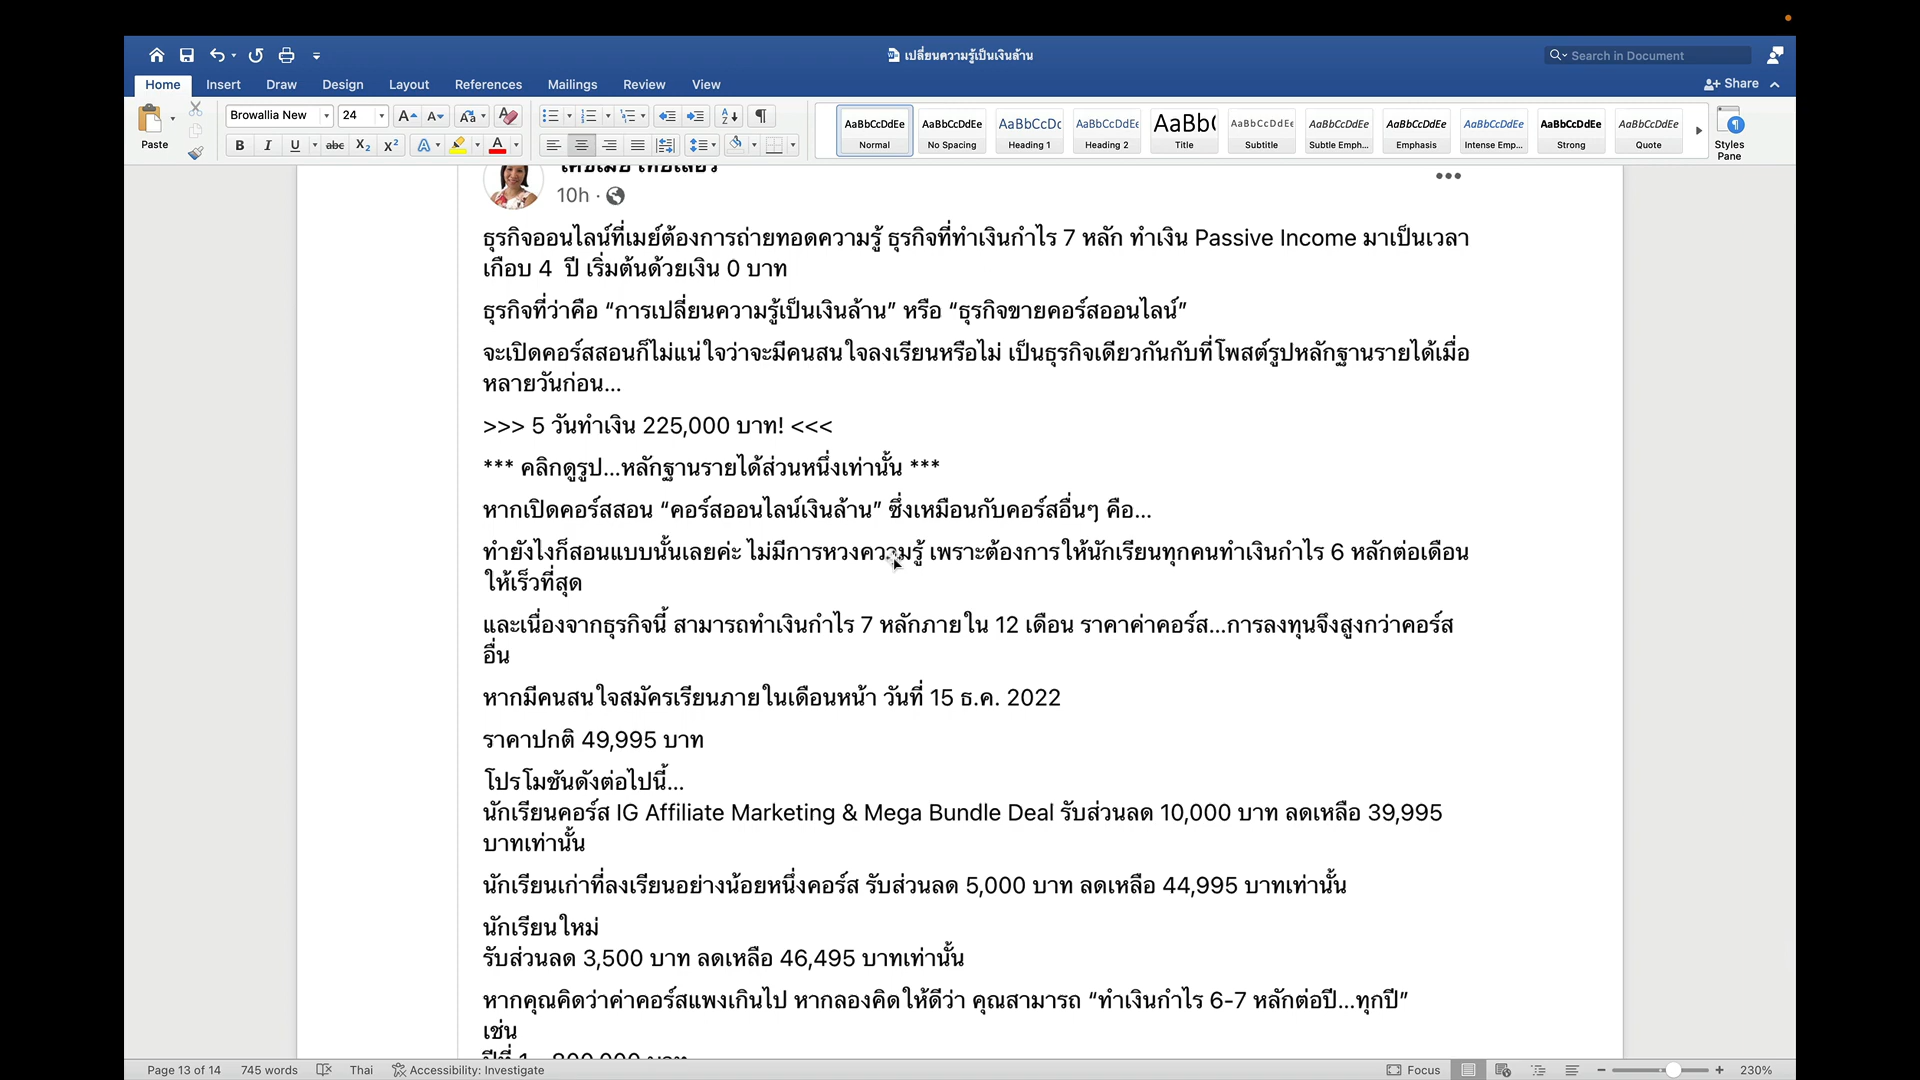 เปลี่ยนความรู้เป็นเงินล้าน
Search in Document
Home Insert Draw Design Layout References Mailings Review View
Share
Paste
Browallia New 24
AaBbCcDdEe AaBbCcDdEe AaBbCcDc AaBbCcDdEe AaBb( AaBbCcDdEe AaBbCcDdEe AaBbCcDdEe AaBbCcDdEe AaBbCcDdEe AaBbCcDdEe
Normal No Spacing Heading 1 Heading 2 Title Subtitle Subtle Emph... Emphasis Intense Emp... Strong Quote
Styles
Pane
10h ·
ธุรกิจออนไลน์ที่เมย์ต้องการถ่ายทอดความรู้ ธุรกิจที่ทำเงินกำไร 7 หลัก ทำเงิน Passive Income มาเป็นเวลา
เกือบ 4 ปี เริ่มต้นด้วยเงิน 0 บาท
ธุรกิจที่ว่าคือ “การเปลี่ยนความรู้เป็นเงินล้าน” หรือ “ธุรกิจขายคอร์สออนไลน์”
จะเปิดคอร์สสอนก็ไม่แน่ใจว่าจะมีคนสนใจลงเรียนหรือไม่ เป็นธุรกิจเดียวกันกับที่โพสต์รูปหลักฐานรายได้เมื่อ
หลายวันก่อน...
>>> 5 วันทำเงิน 225,000 บาท! <<<
*** คลิกดูรูป...หลักฐานรายได้ส่วนหนึ่งเท่านั้น ***
หากเปิดคอร์สสอน “คอร์สออนไลน์เงินล้าน” ซึ่งเหมือนกับคอร์สอื่นๆ คือ...
ทำยังไงก็สอนแบบนั้นเลยค่ะ ไม่มีการหวงความรู้ เพราะต้องการให้นักเรียนทุกคนทำเงินกำไร 6 หลักต่อเดือน
ให้เร็วที่สุด
และเนื่องจากธุรกิจนี้ สามารถทำเงินกำไร 7 หลักภายใน 12 เดือน ราคาค่าคอร์ส...การลงทุนจึงสูงกว่าคอร์ส
อื่น
หากมีคนสนใจสมัครเรียนภายในเดือนหน้า วันที่ 15 ธ.ค. 2022
ราคาปกติ 49,995 บาท
โปรโมชันดังต่อไปนี้...
นักเรียนคอร์ส IG Affiliate Marketing & Mega Bundle Deal รับส่วนลด 10,000 บาท ลดเหลือ 39,995
บาทเท่านั้น
นักเรียนเก่าที่ลงเรียนอย่างน้อยหนึ่งคอร์ส รับส่วนลด 5,000 บาท ลดเหลือ 44,995 บาทเท่านั้น
นักเรียนใหม่
รับส่วนลด 3,500 บาท ลดเหลือ 46,495 บาทเท่านั้น
หากคุณคิดว่าค่าคอร์สแพงเกินไป หากลองคิดให้ดีว่า คุณสามารถ “ทำเงินกำไร 6-7 หลักต่อปี...ทุกปี”
เช่น
ปีที่ 1 800,000 บาท
Page 13 of 14 745 words Thai Accessibility: Investigate Focus 230%